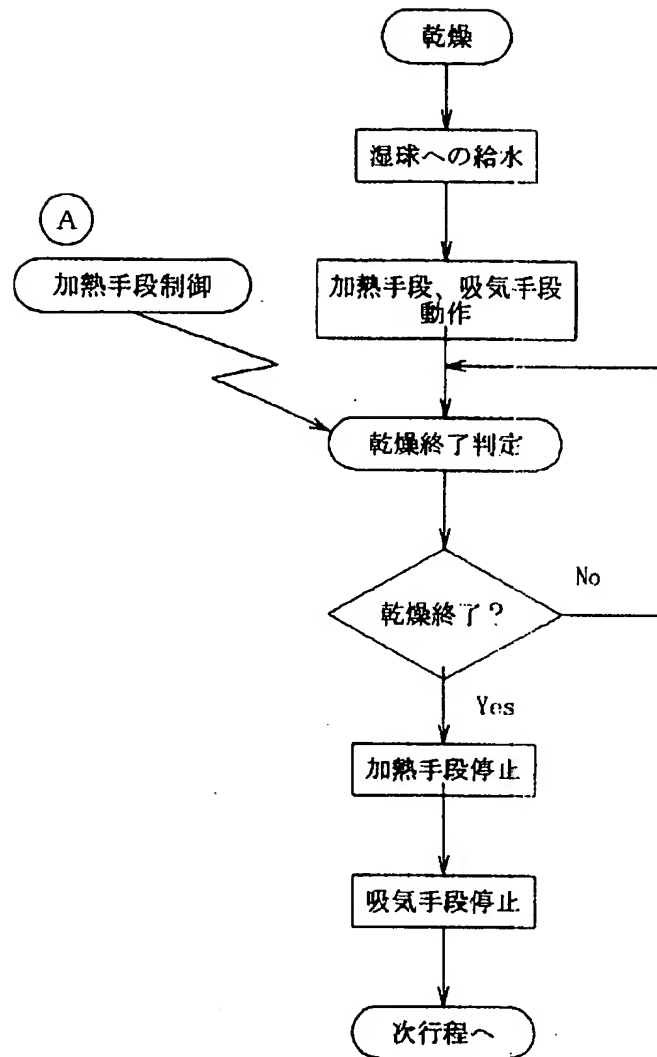 乾燥
湿球への給水
A
加熱手段制御
加熱手段、吸気手段
動作
乾燥終了判定
乾燥終了？
No
Yes
加熱手段停止
吸気手段停止
次行程へ